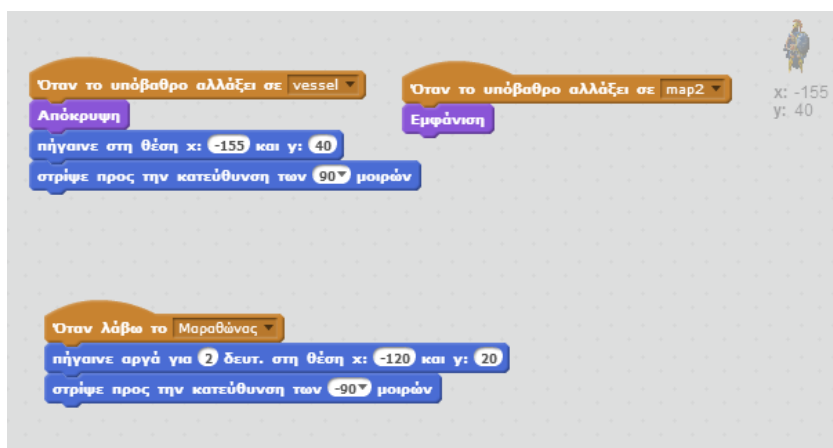 Όταν το υπόβαθρο αλλάξει σε vessel
Απόκρυψη
πήγαινε στη θέση x: -155 και y: 40
στρίψε προς την κατεύθυνση των 90 μοιρών
Όταν το υπόβαθρο αλλάξει σε map2
Εμφάνιση
x: -155
y: 40
Όταν λάβω το Μαραθώνας
πήγαινε αργά για 2 δευτ. στη θέση x: -120 και y: 20
στρίψε προς την κατεύθυνση των -90 μοιρών